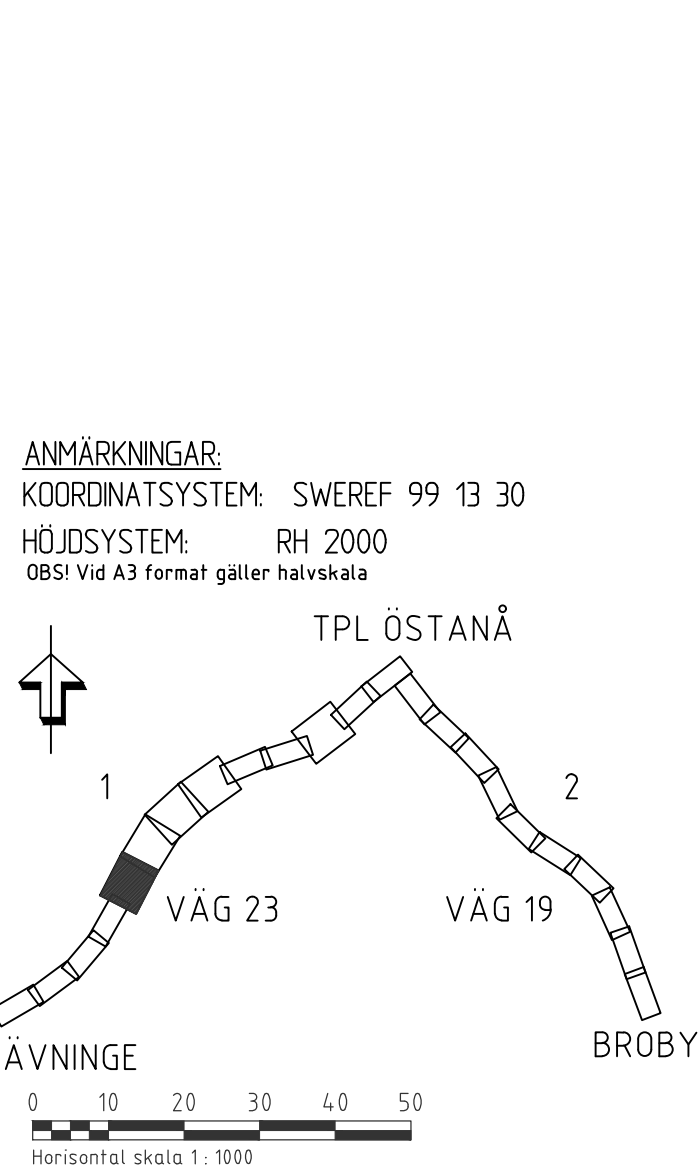 ANMÄRKNINGAR:
KOORDINATSYSTEM: SWEREF 99 13 30
HÖJDSYSTEM: RH 2000
OBS! Vid A3 format gäller halvskala
TPL ÖSTANÅ
1
2
VÄG 23
VÄG 19
ÄVNINGE
BROBY
0 10 20 30 40 50
Horisontal skala 1 : 1000